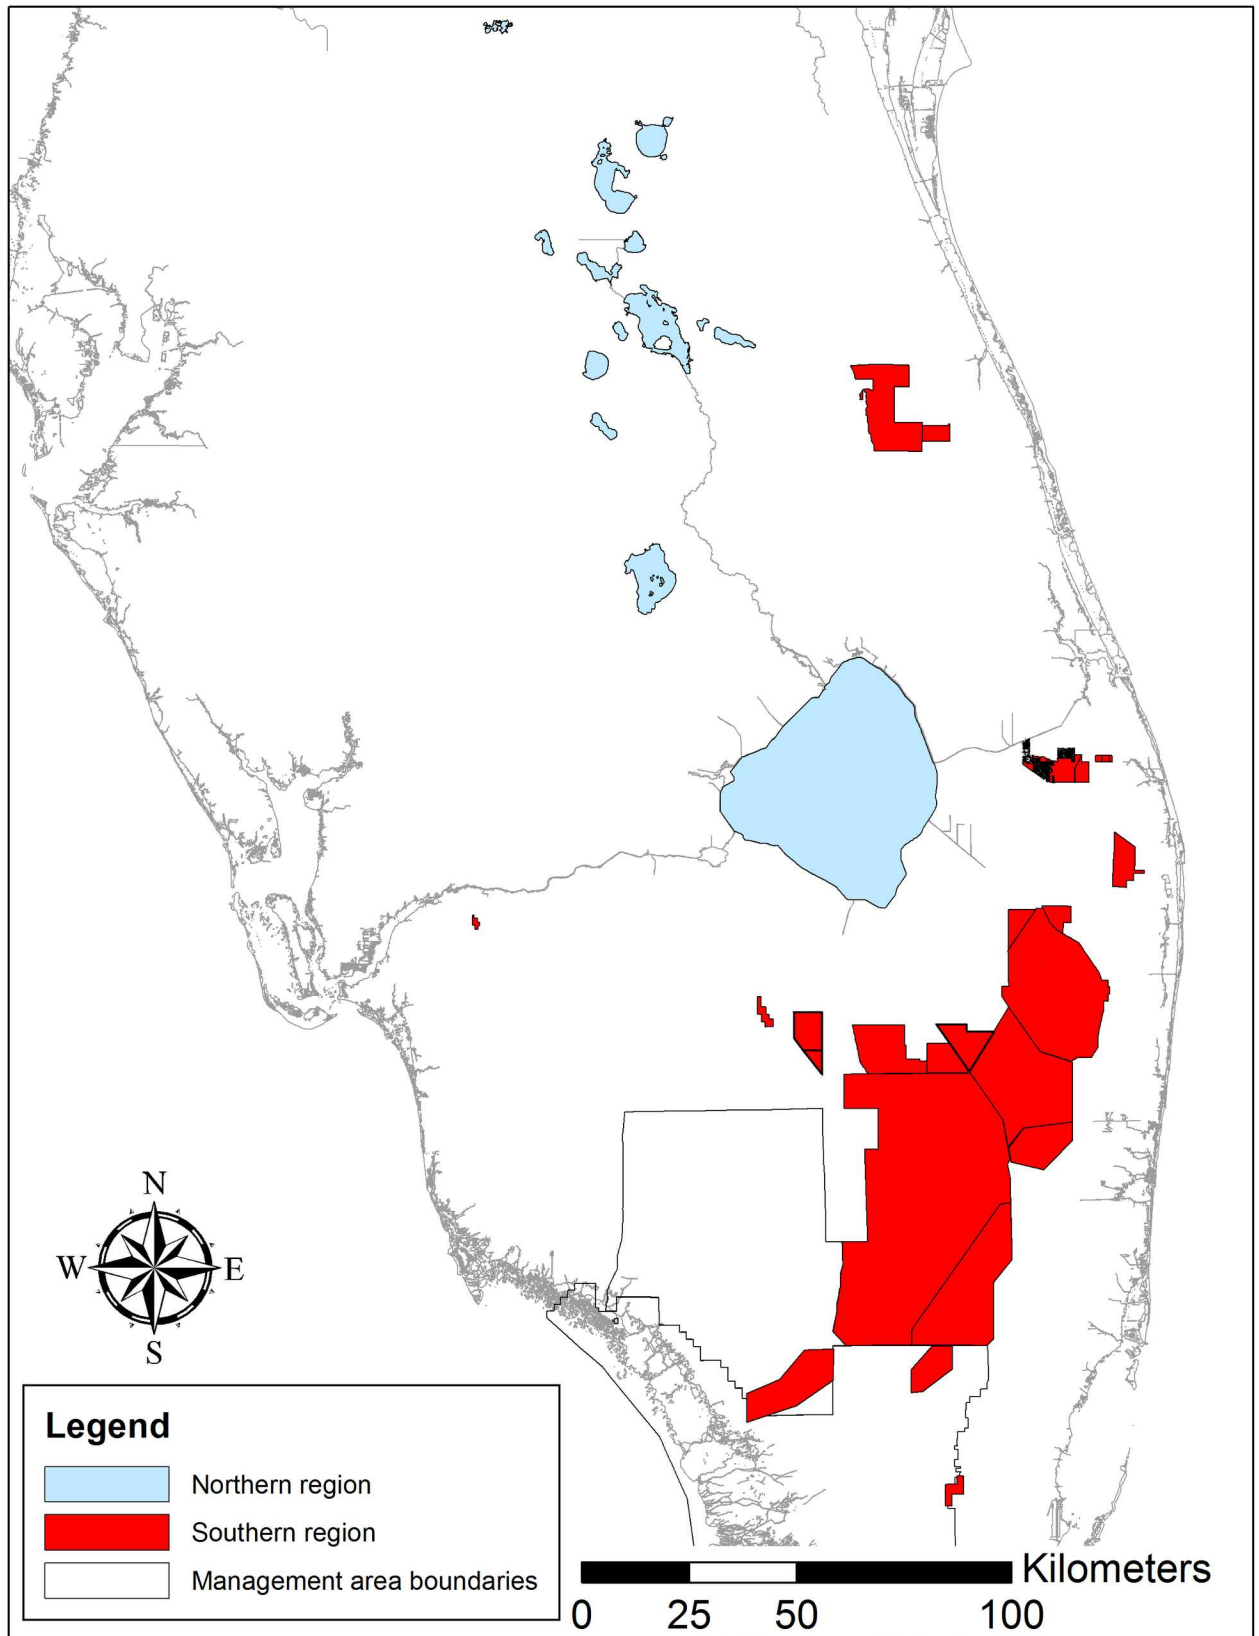 N
W E
S
Legend
Northern region
Southern region
Management area boundaries
Kilometers
0 25 50 100